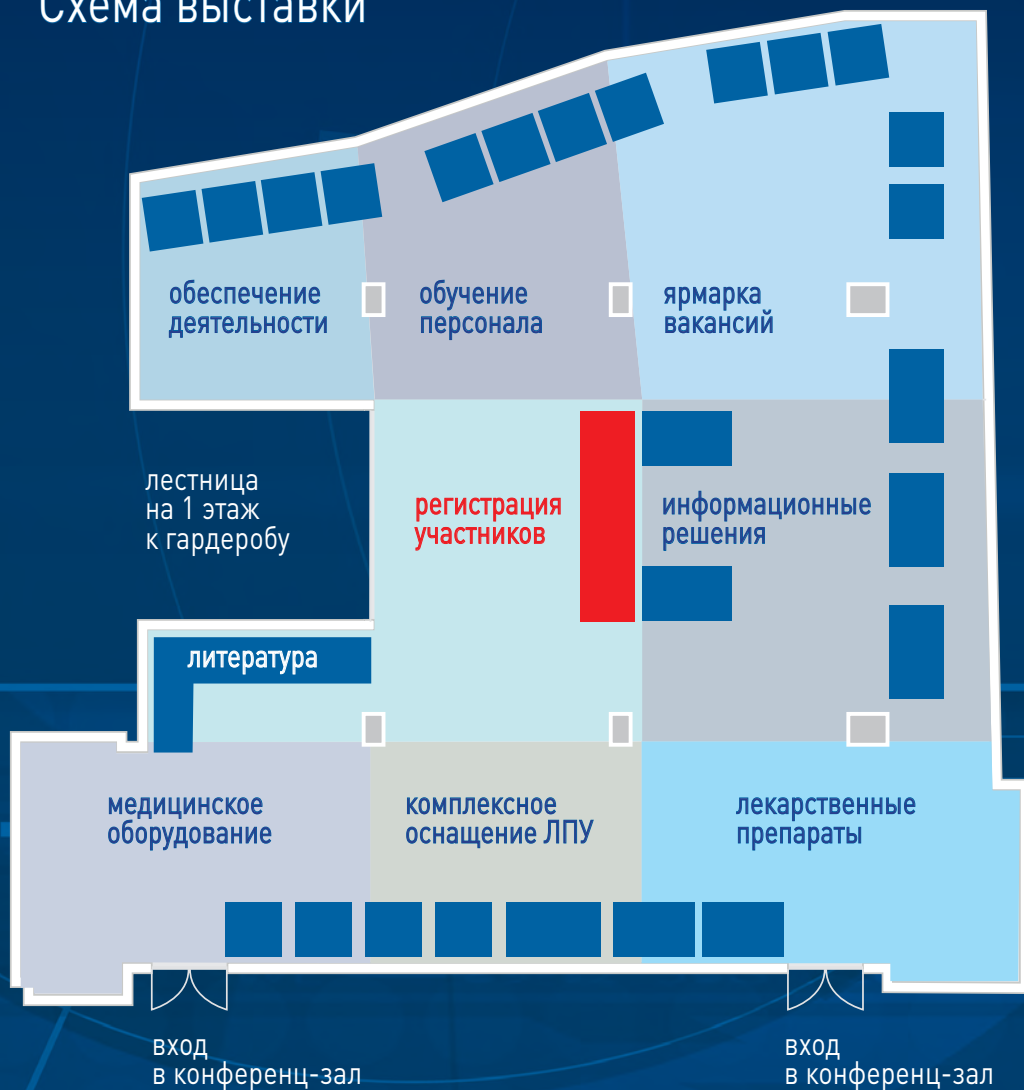 Схема выставки
обеспечение
деятельности
обучение
персонала
ярмарка
вакансий
лестница
на 1 этаж
к гардеробу
регистрация
участников
информационные
решения
литература
медицинское
оборудование
комплексное
оснащение ЛПУ
лекарственные
препараты
вход
в конференц-зал
вход
в конференц-зал